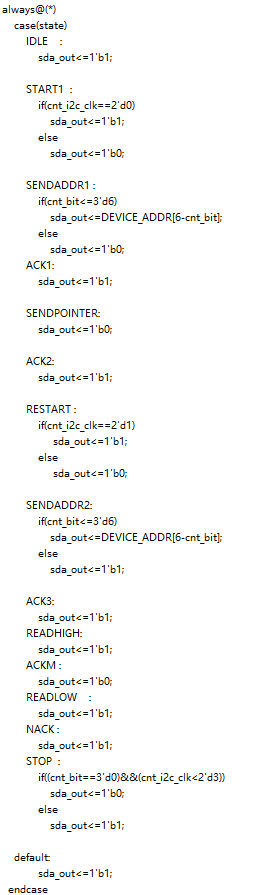 always@(*)
case(state)
IDLE :
sda_out<=1'b1;
START1 :
if(cnt_i2c_clk==2'd0)
sda_out<=1'b1;
else
sda_out<=1'b0;
SENDADDR1 :
if(cnt_bit<=3'd6)
sda_out<=DEVICE_ADDR[6-cnt_bit];
else
sda_out<=1'b0;
ACK1:
sda_out<=1'b1;
SENDPOINTER:
sda_out<=1'b0;
ACK2:
sda_out<=1'b1;
RESTART :
if(cnt_i2c_clk==2'd1)
sda_out<=1'b1;
else
sda_out<=1'b0;
SENDADDR2:
if(cnt_bit<=3'd6)
sda_out<=DEVICE_ADDR[6-cnt_bit];
else
sda_out<=1'b1;
ACK3:
sda_out<=1'b1;
READHIGH:
sda_out<=1'b1;
ACKM :
sda_out<=1'b0;
READLOW :
sda_out<=1'b1;
NACK :
sda_out<=1'b1;
STOP :
if((cnt_bit==3'd0)&&(cnt_i2c_clk<2'd3))
sda_out<=1'b0;
else
sda_out<=1'b1;
default:
sda_out<=1'b1;
endcase